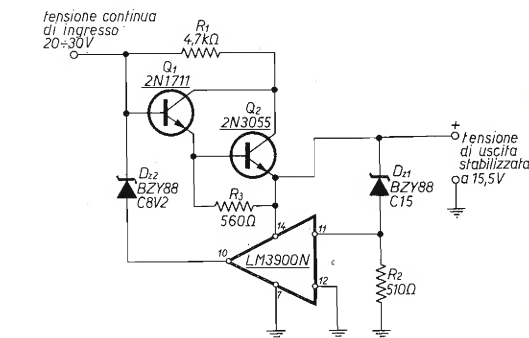 tensione continua
di ingresso
20÷30V
R1
4,7kΩ
Q1
2N1711
Q2
2N3055
+
tensione
di uscita
stabilizzata
a 15,5V
Dz2
BZY88
C8V2
Dz1
BZY88
C15
R3
560Ω
14
11
10
LM3900N
12
7
R2
510Ω